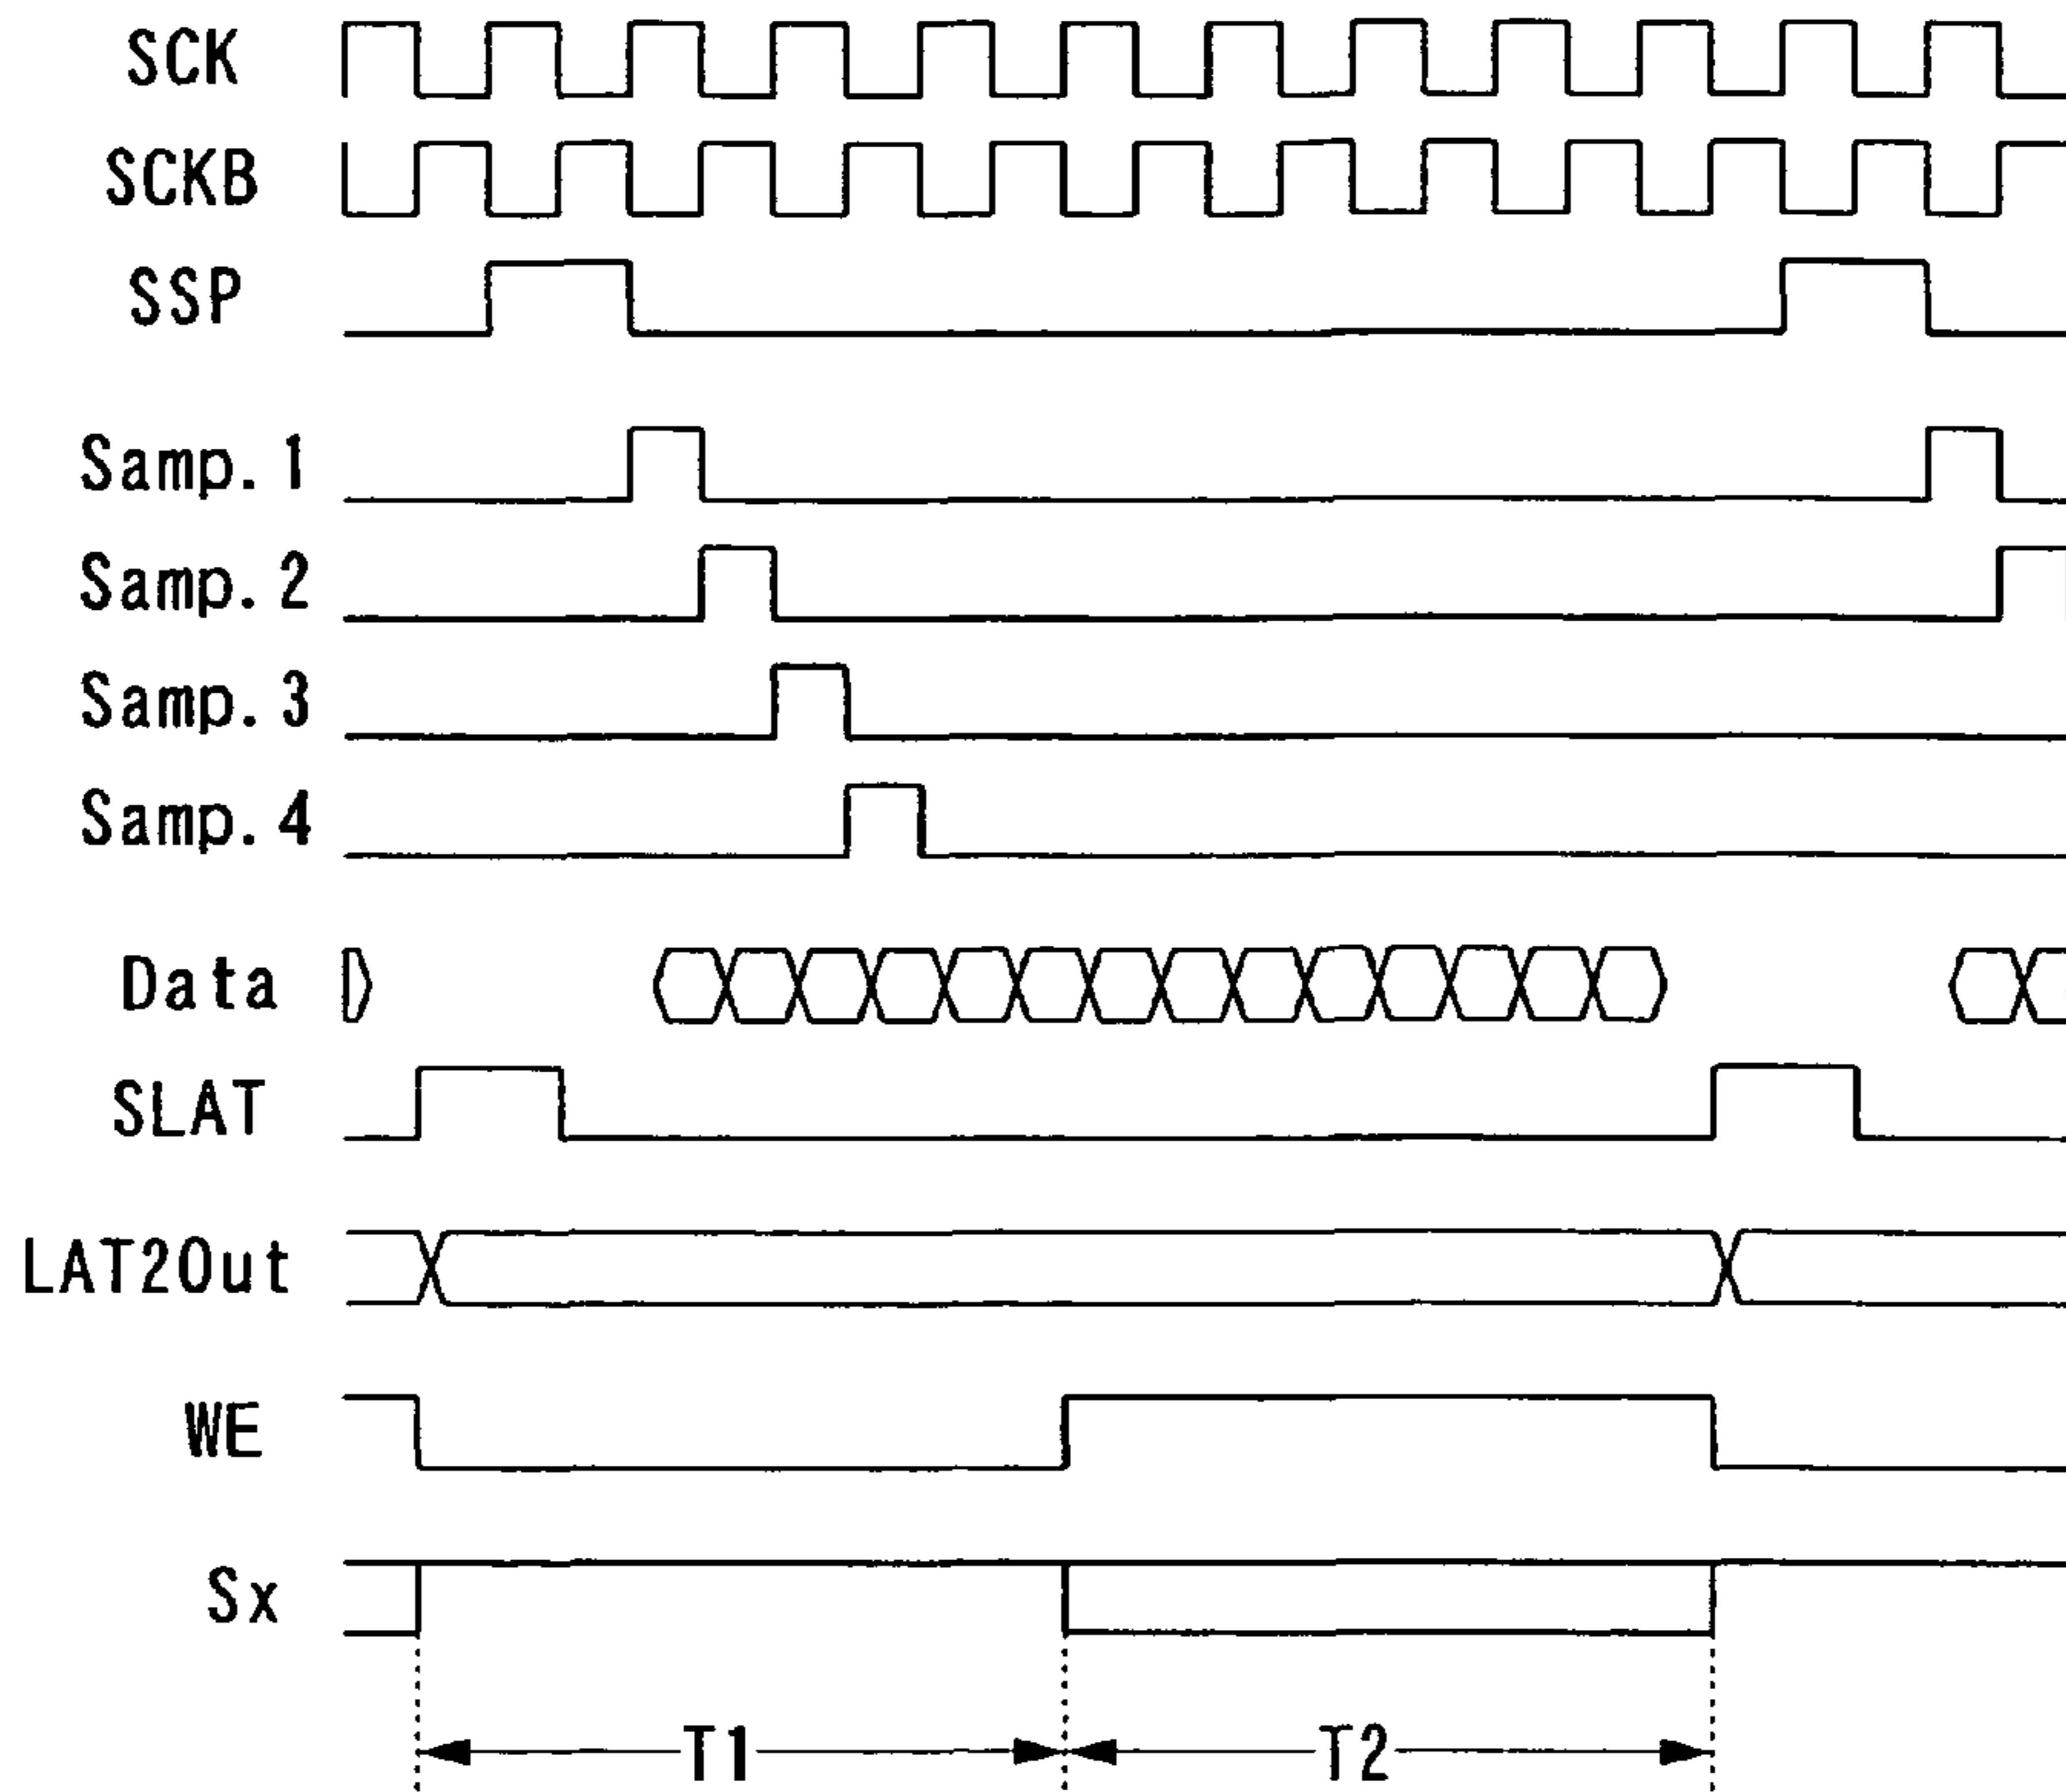 SCK
SCKB
SSP
Samp.1
Samp.2
Samp.3
Samp.4
Data
SLAT
LAT2Out
WE
Sx
T1 T2